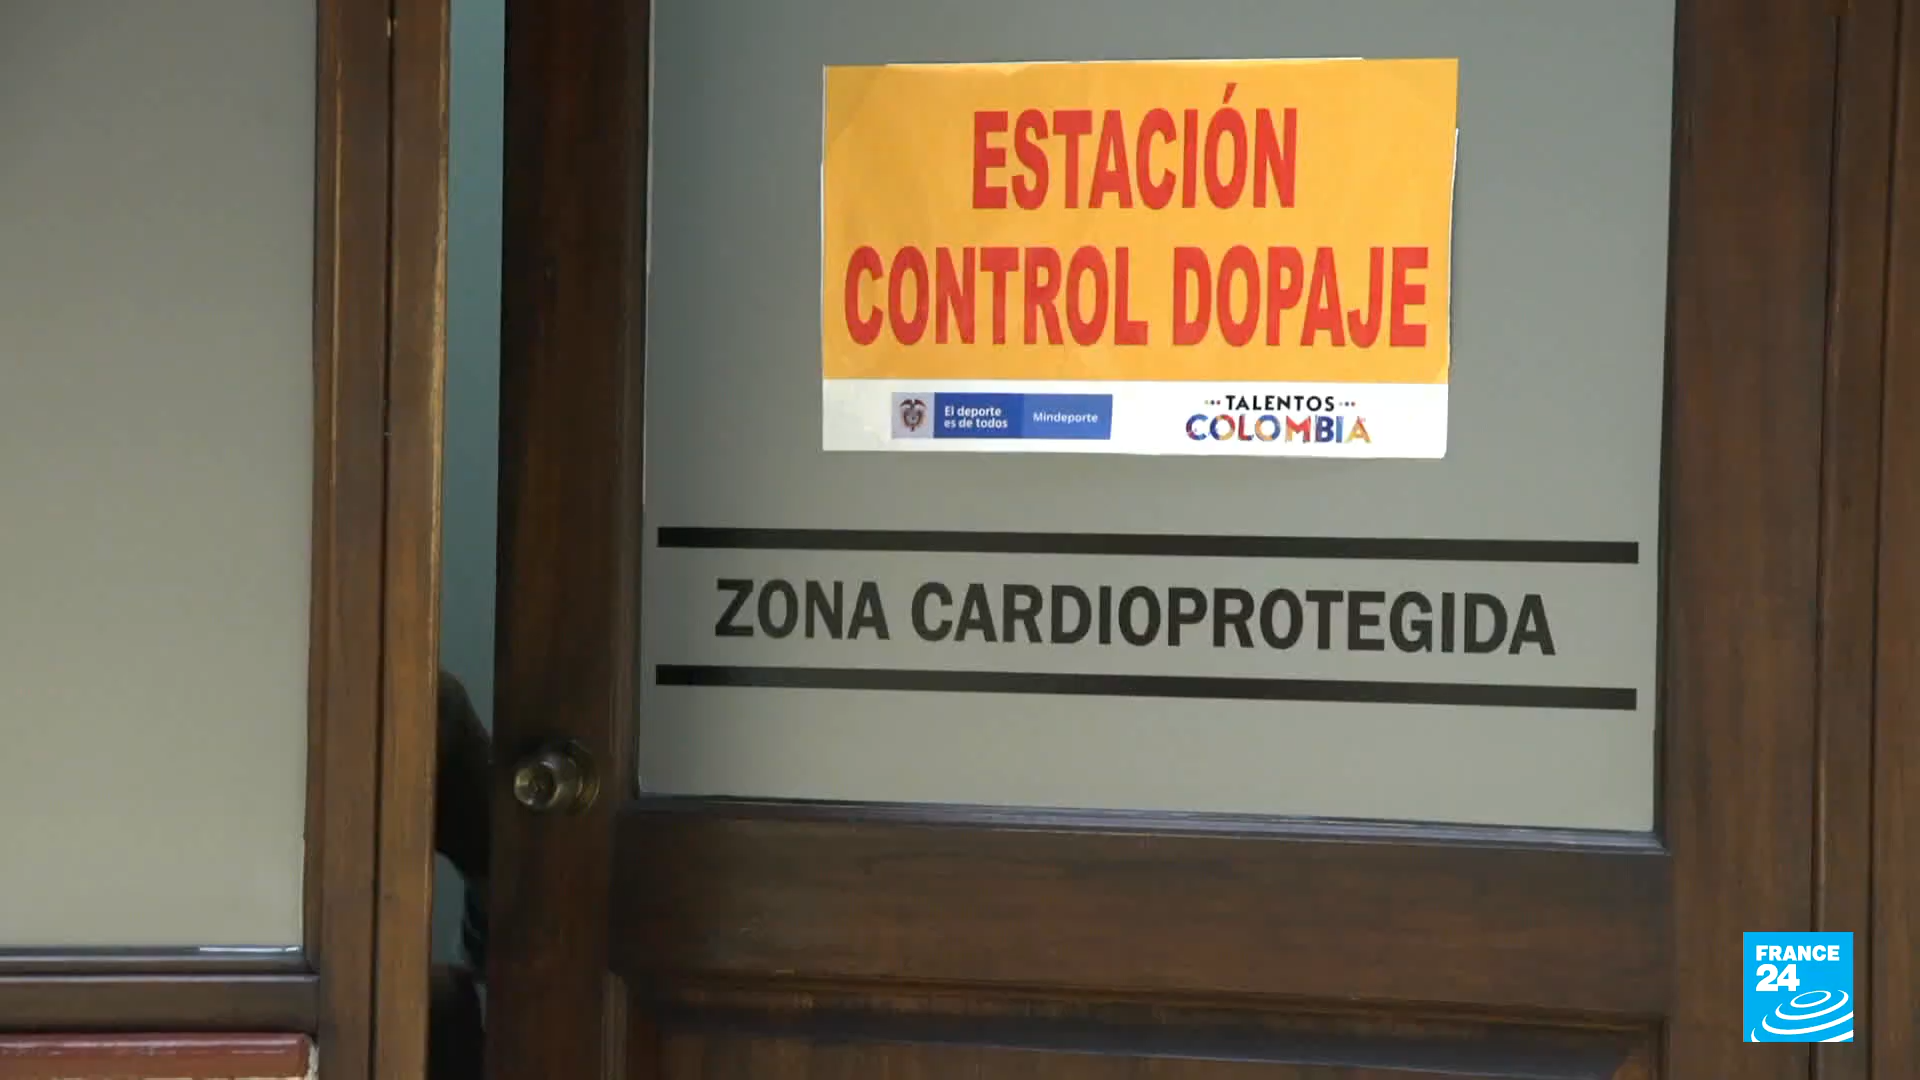 ESTACIÓN
CONTROL DOPAJE
El deporte
es de todos
Mindeporte
TALENTOS
COLOMBIA
ZONA CARDIOPROTEGIDA
FRANCE
24